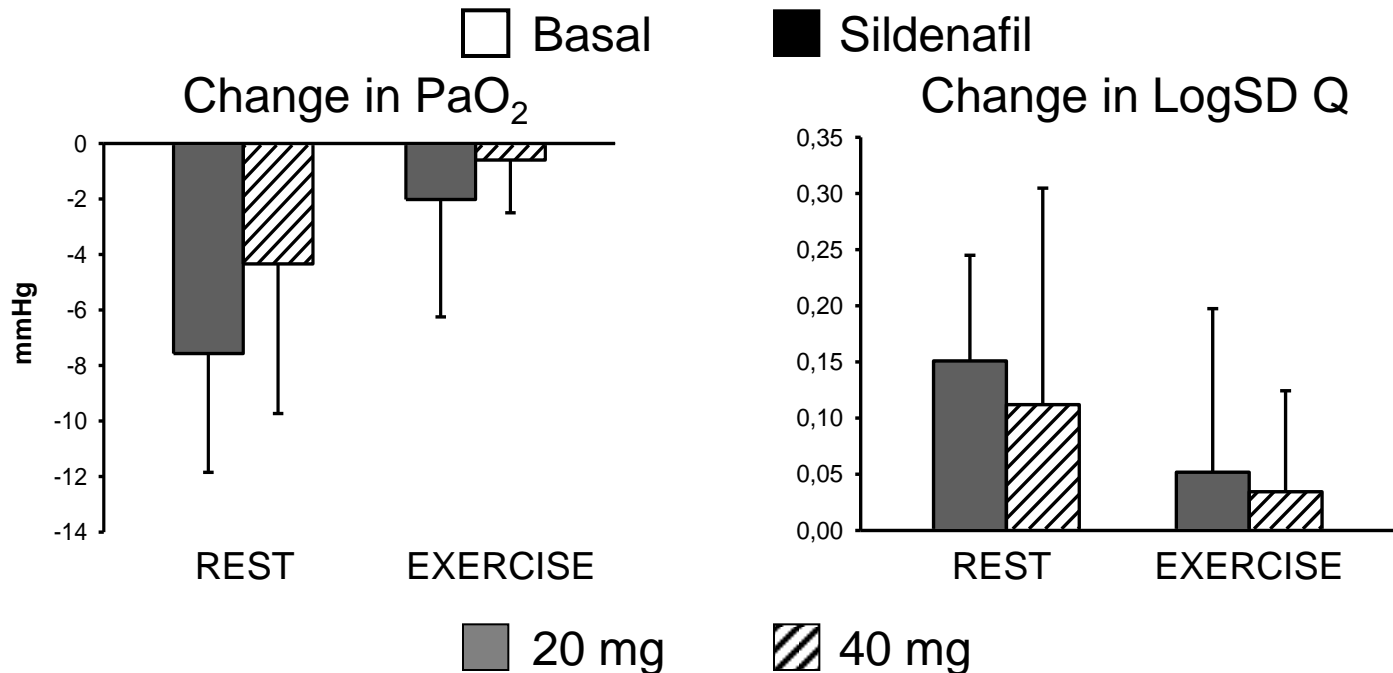 Basal Sildenafil
Change in PaO2
mmHg
0
-2
-4
-6
-8
-10
-12
-14
REST EXERCISE
Change in LogSD Q
0,35
0,30
0,25
0,20
0,15
0,10
0,05
0,00
REST EXERCISE
20 mg 40 mg